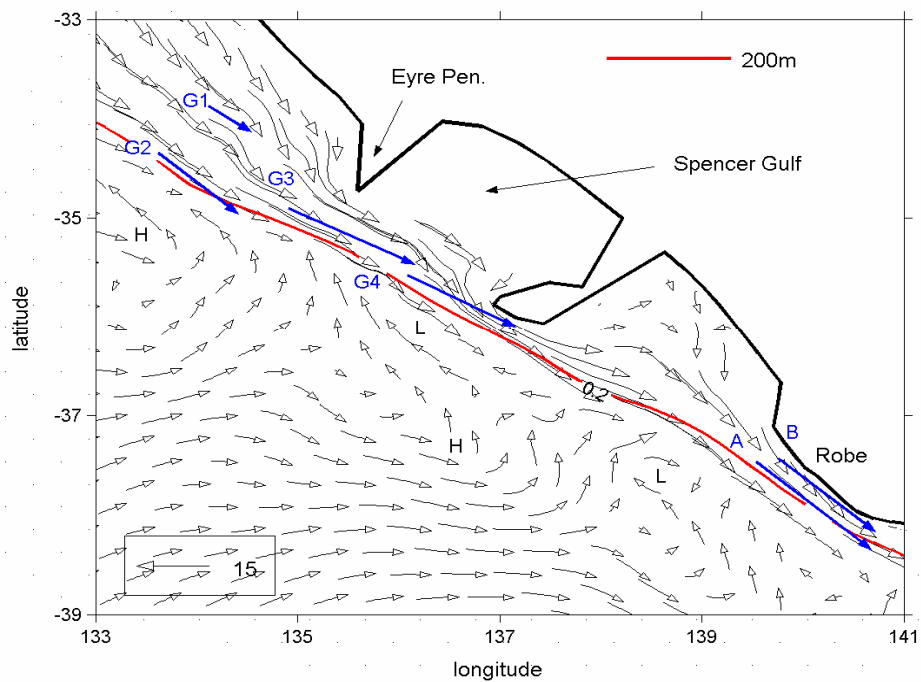 -33
200m
Eyre Pen.
G1
G2
Spencer Gulf
G3
-35
H
G4
L
latitude
0.2
-37
A
B
Robe
H
L
15
-39
133
135
137
139
141
longitude